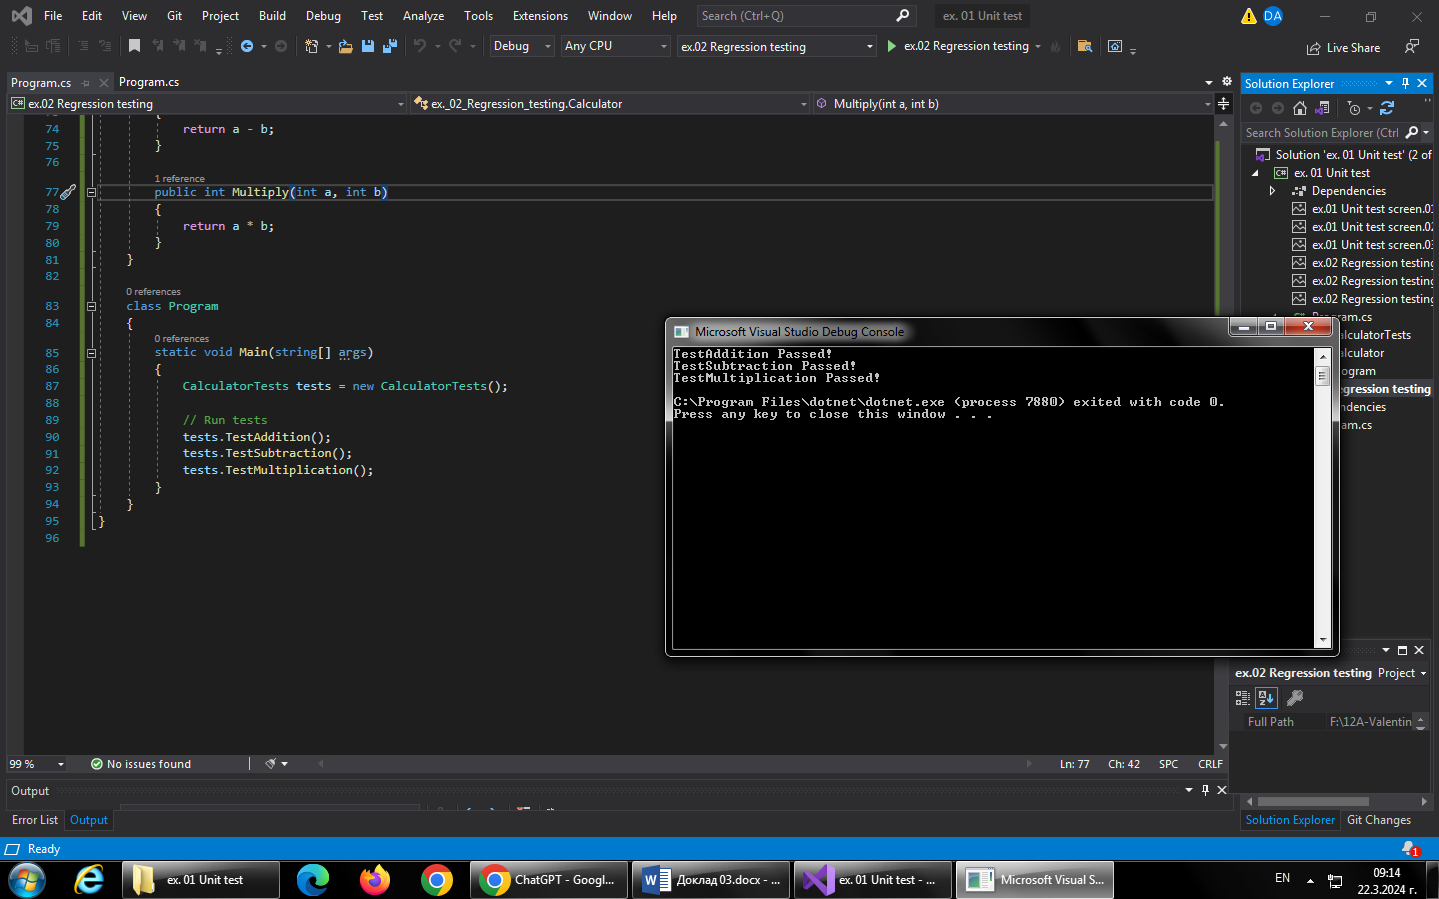 File Edit View Git Project Build Debug Test Analyze Tools Extensions Window Help Search (Ctrl+Q) ex. 01 Unit test DA
Debug Any CPU ex.02 Regression testing ex.02 Regression testing Live Share
Program.cs Program.cs
ex.02 Regression testing ex._02_Regression_testing.Calculator Multiply(int a, int b)
{
74 return a - b;
75 }
76
1 reference
77 public int Multiply(int a, int b)
78 {
79 return a * b;
80 }
81 }
82
0 references
83 class Program
84 {
0 references
85 static void Main(string[] args)
86 {
87 CalculatorTests tests = new CalculatorTests();
88
89 // Run tests
90 tests.TestAddition();
91 tests.TestSubtraction();
92 tests.TestMultiplication();
93 }
94 }
95 }
96
99 % No issues found Ln: 77 Ch: 42 SPC CRLF
Output
Error List Output
Ready
Microsoft Visual Studio Debug Console
TestAddition Passed!
TestSubtraction Passed!
TestMultiplication Passed!
C:\Program Files\dotnet\dotnet.exe (process 7880) exited with code 0.
Press any key to close this window . . .
Solution Explorer
Search Solution Explorer (Ctrl
Solution 'ex. 01 Unit test' (2 of
C# ex. 01 Unit test
Dependencies
ex.01 Unit test screen.01
ex.01 Unit test screen.02
ex.01 Unit test screen.03
ex.02 Regression testing
ex.02 Regression testing
ex.02 Regression testing
Program.cs
alculatorTests
alculator
ogram
gression testing
ndencies
am.cs
ex.02 Regression testing Project
Full Path F:\12A-Valentin
Solution Explorer Git Changes
1
ex. 01 Unit test ChatGPT - Googl... Доклад 03.docx - ... ex. 01 Unit test - ... Microsoft Visual S...
EN 09:14
22.3.2024 г.